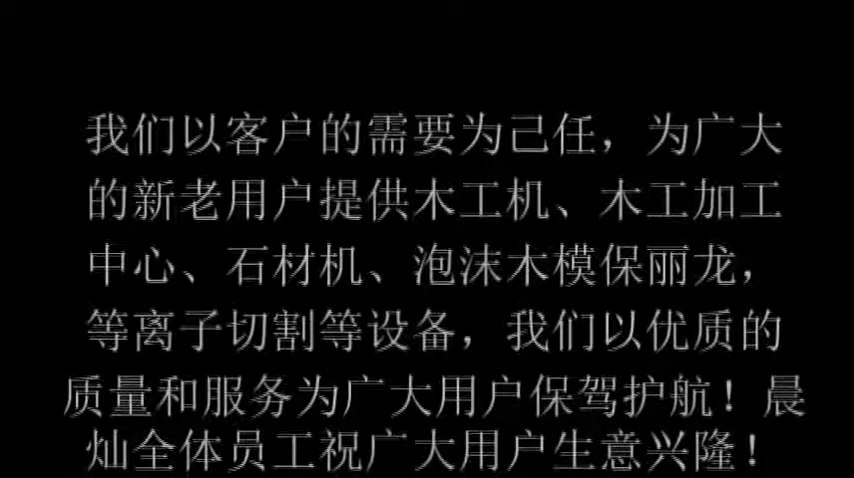 我们以客户的需要为己任，为广大
的新老用户提供木工机、木工加工
中心、石材机、泡沫木模保丽龙，
等离子切割等设备，我们以优质的
质量和服务为广大用户保驾护航！晨
灿全体员工祝广大用户生意兴隆！